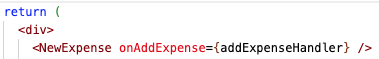 return (
<div>
<NewExpense onAddExpense={addExpenseHandler} />